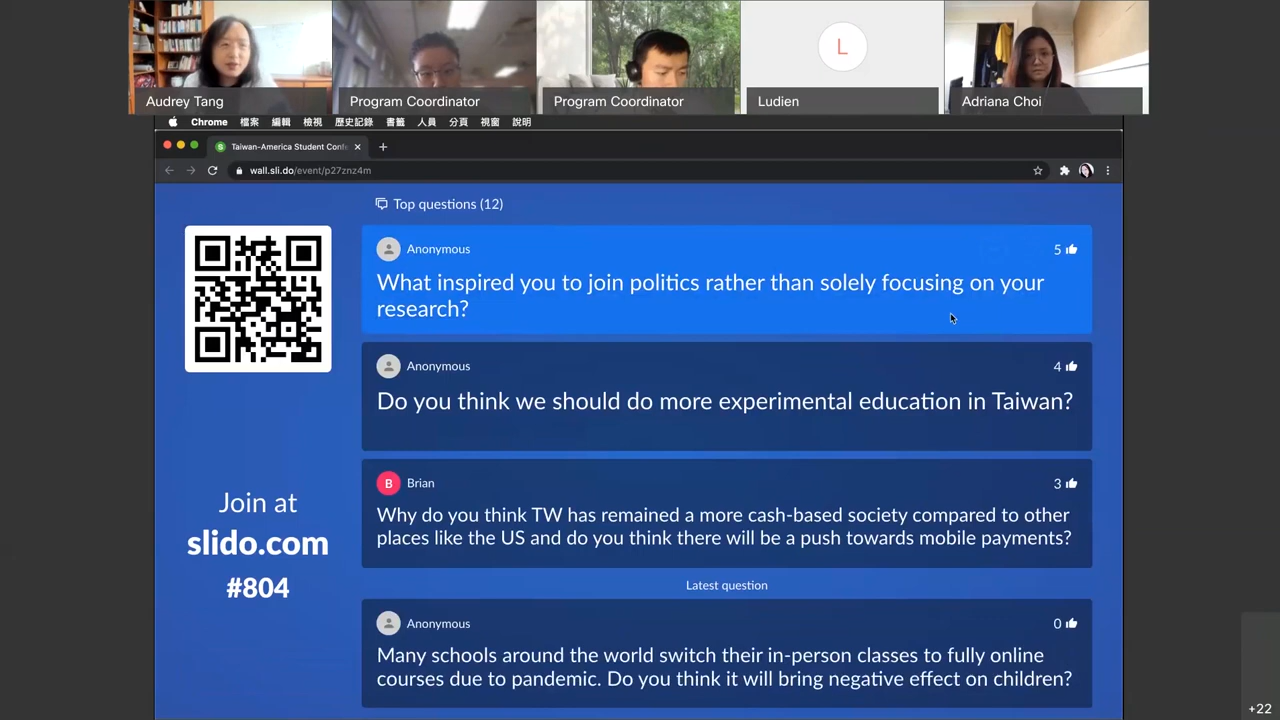 Audrey Tang
Program Coordinator
Program Coordinator
L
Ludien
Adriana Choi
Chrome 檔案 編輯 檢視 歷史記錄 書籤 人員 分頁 視窗 說明
S Taiwan-America Student Conf
wall.sli.do/event/p27znz4m
Top questions (12)
Anonymous 5
What inspired you to join politics rather than solely focusing on your
research?
Anonymous 4
Do you think we should do more experimental education in Taiwan?
B Brian 3
Why do you think TW has remained a more cash-based society compared to other
places like the US and do you think there will be a push towards mobile payments?
Join at
slido.com
#804
Latest question
Anonymous 0
Many schools around the world switch their in-person classes to fully online
courses due to pandemic. Do you think it will bring negative effect on children?
+22